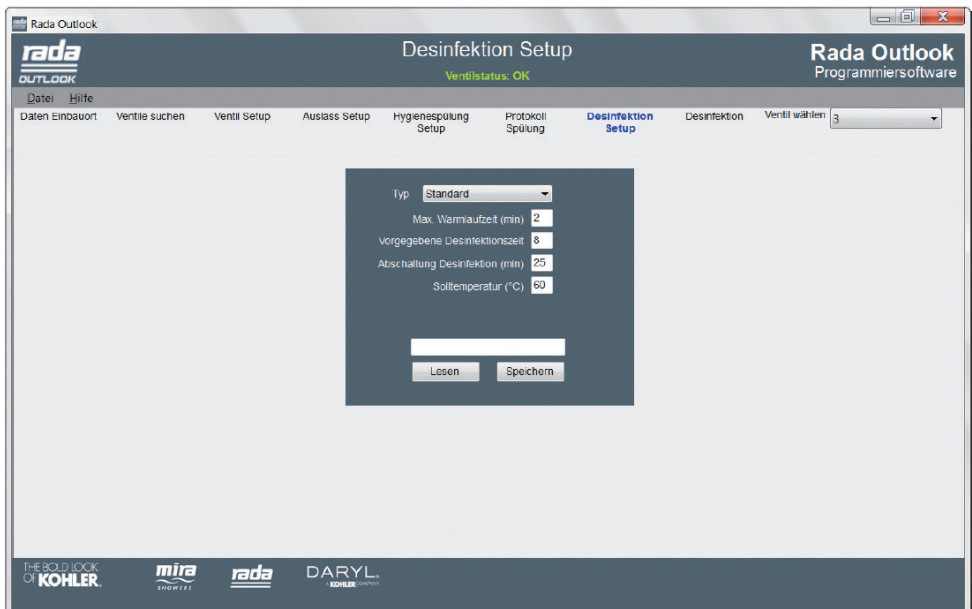 Rada Outlook
rada
OUTLOOK
Desinfektion Setup
Ventilstatus: OK
Rada Outlook
Programmiersoftware
Datei Hilfe
Daten Einbauort Ventile suchen Ventil Setup Auslass Setup Hygienespülung Setup Protokoll Spülung Desinfektion Setup Desinfektion Ventil wählen 3
Typ Standard
Max. Warmlaufzeit (min) 2
Vorgegebene Desinfektionszeit 8
Abschaltung Desinfektion (min) 25
Solltemperatur (°C) 60
Lesen Speichern
THE BOLD LOOK
OF KOHLER.
mira
SHOWERS
rada
DARYL.
A KOHLER COMPANY